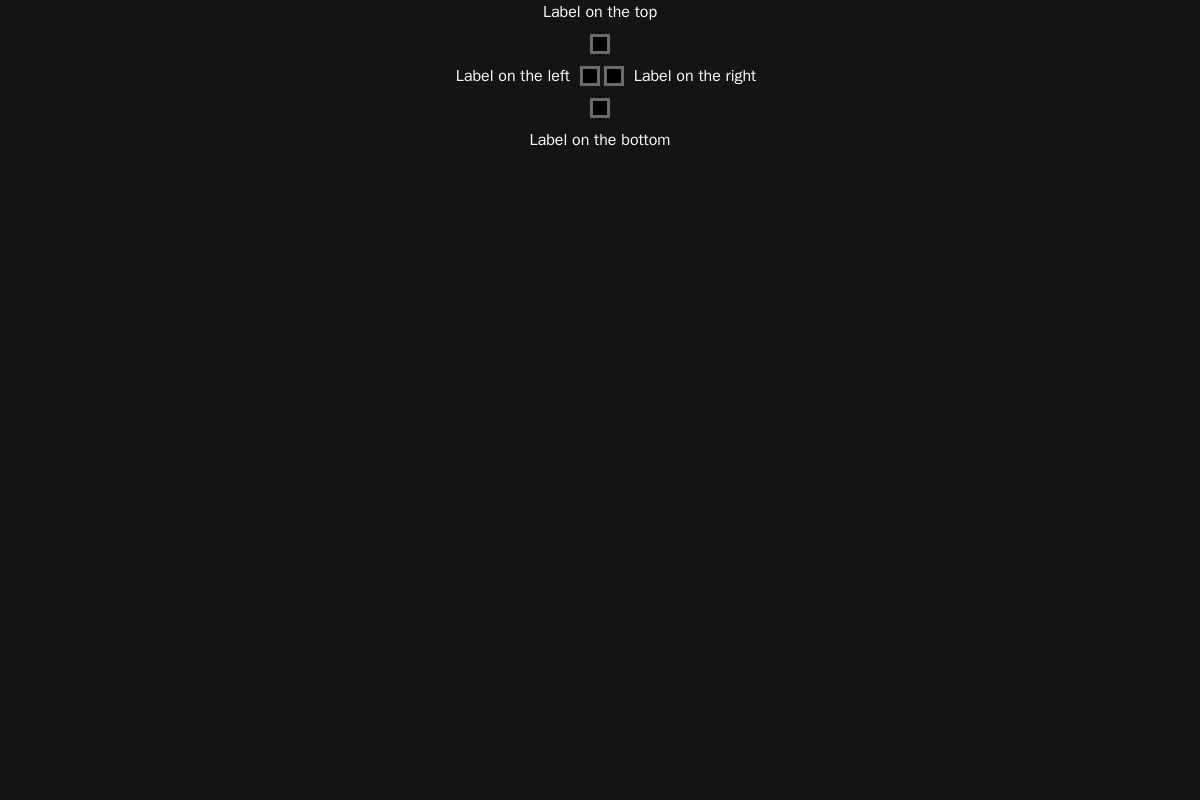 Label on the top
Label on the left
Label on the right
Label on the bottom